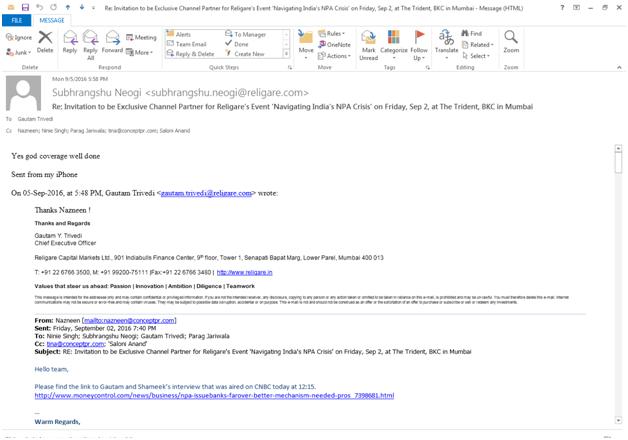 Re: Invitation to be Exclusive Channel Partner for Religare's Event 'Navigating India's NPA Crisis' on Friday, Sep 2, at The Trident, BKC in Mumbai - Message (HTML)
FILE MESSAGE
Ignore
Junk
Delete
Reply
Reply All
Forward
Meeting
More
Alerts
Team Email
Reply & Delete
To Manager
Done
Create New
Move
Rules
OneNote
Actions
Mark Unread
Categorize
Follow Up
Translate
Find
Related
Select
Zoom
Delete Respond Quick Steps Move Tags Editing Zoom
Mon 9/5/2016 5:58 PM
Subhrangshu Neogi <subhrangshu.neogi@religare.com>
Re: Invitation to be Exclusive Channel Partner for Religare's Event 'Navigating India's NPA Crisis' on Friday, Sep 2, at The Trident, BKC in Mumbai
To Gautam Trivedi
Cc Nazneen; Ninie Singh; Parag Jariwala; tina@conceptpr.com; Saloni Anand
Yes god coverage well done
Sent from my iPhone
On 05-Sep-2016, at 5:48 PM, Gautam Trivedi <gautam.trivedi@religare.com> wrote:
Thanks Nazneen !
Thanks and Regards
Gautam Y. Trivedi
Chief Executive Officer
Religare Capital Markets Ltd., 901 Indiabulls Finance Center, 9th floor, Tower 1, Senapati Bapat Marg, Lower Parel, Mumbai 400 013
T: +91 22 6766 3500, M: +91 99200-75111 |Fax:+91 22 6766 3480 | http://www.religare.in
Values that steer us ahead: Passion | Innovation | Ambition | Diligence | Teamwork
From: Nazneen [mailto:nazneen@conceptpr.com]
Sent: Friday, September 02, 2016 7:40 PM
To: Ninie Singh; Subhrangshu Neogi; Gautam Trivedi; Parag Jariwala
Cc: tina@conceptpr.com; 'Saloni Anand'
Subject: RE: Invitation to be Exclusive Channel Partner for Religare's Event 'Navigating India's NPA Crisis' on Friday, Sep 2, at The Trident, BKC in Mumbai
Hello team,
Please find the link to Gautam and Shameek's interview that was aired on CNBC today at 12:15.
http://www.moneycontrol.com/news/business/npa-issuebanks-farover-better-mechanism-needed-pros_7398681.html
--
Warm Regards,